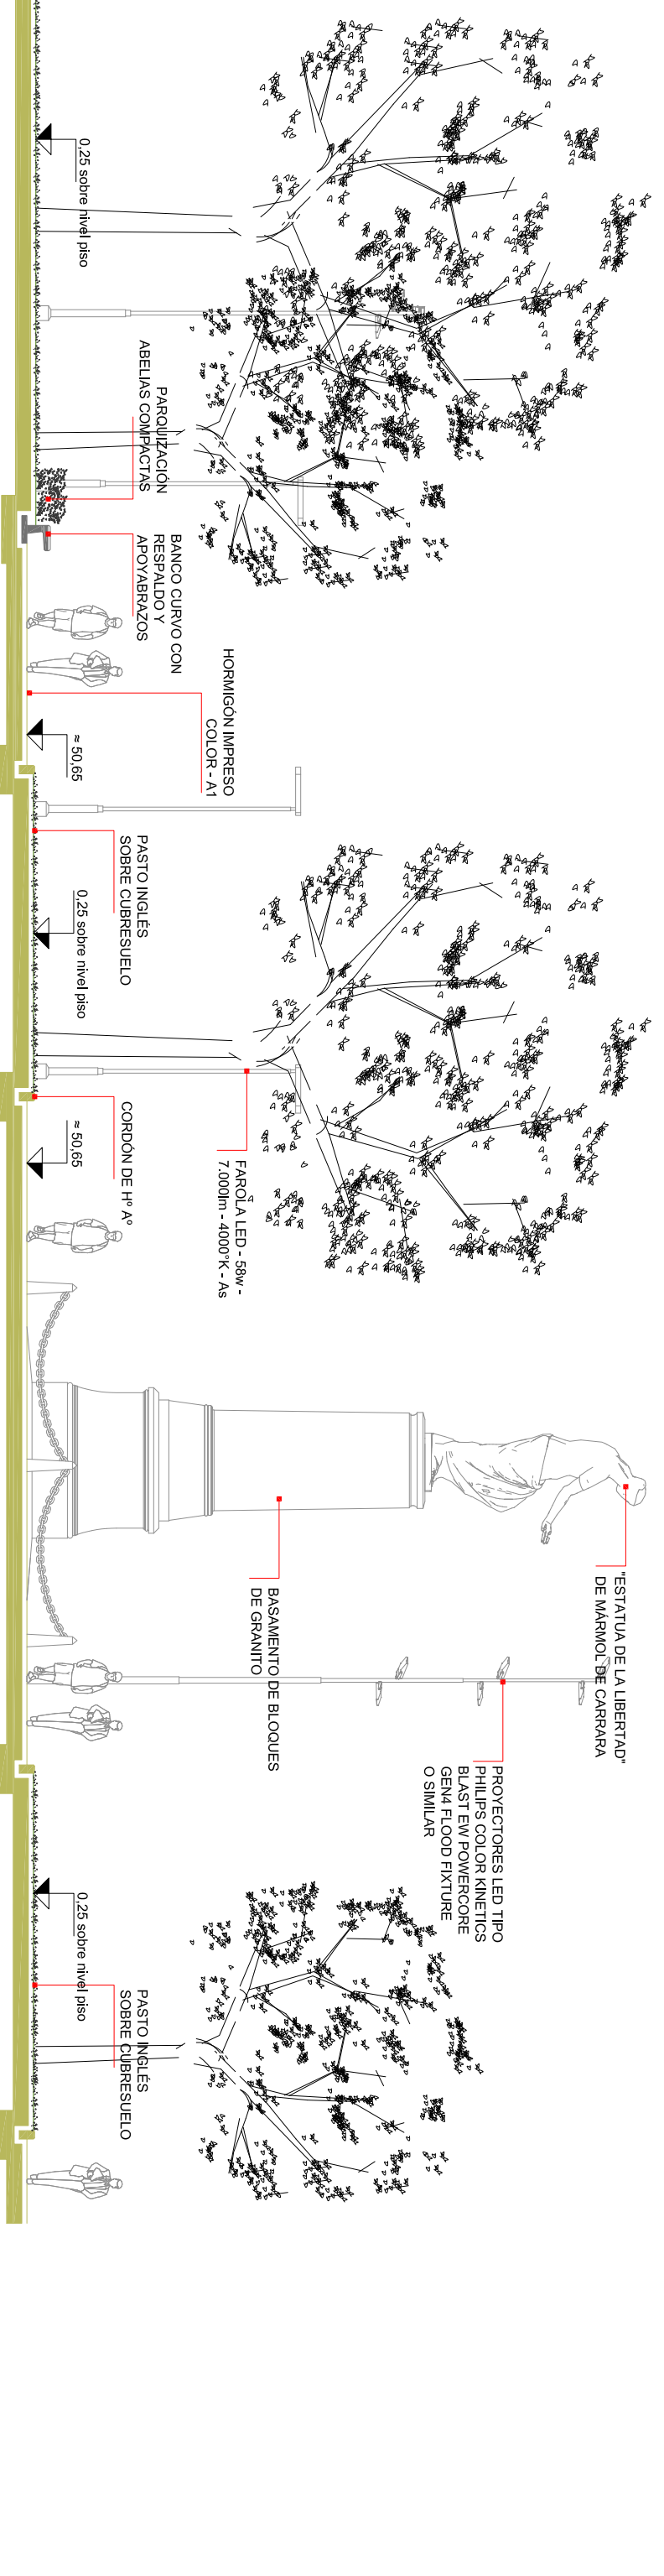 0,25 sobre nivel piso
PARQUIZACIÓN
ABELIAS COMPACTAS
BANCO CURVO CON
RESPALDO Y
APOYABRAZOS
HORMIGÓN IMPRESO
COLOR - A1
≈ 50,65
PASTO INGLÉS
SOBRE CUBRESUELO
0,25 sobre nivel piso
CORDÓN DE Hº Aº
≈ 50,65
FAROLA LED - 58w -
7.000lm - 4000°K - As
BASAMENTO DE BLOQUES
DE GRANITO
"ESTATUA DE LA LIBERTAD"
DE MÁRMOL DE CARRARA
PROYECTORES LED TIPO
PHILIPS COLOR KINETICS
BLAST EW POWERCORE
GEN4 FLOOD FIXTURE
O SIMILAR
0,25 sobre nivel piso
PASTO INGLÉS
SOBRE CUBRESUELO